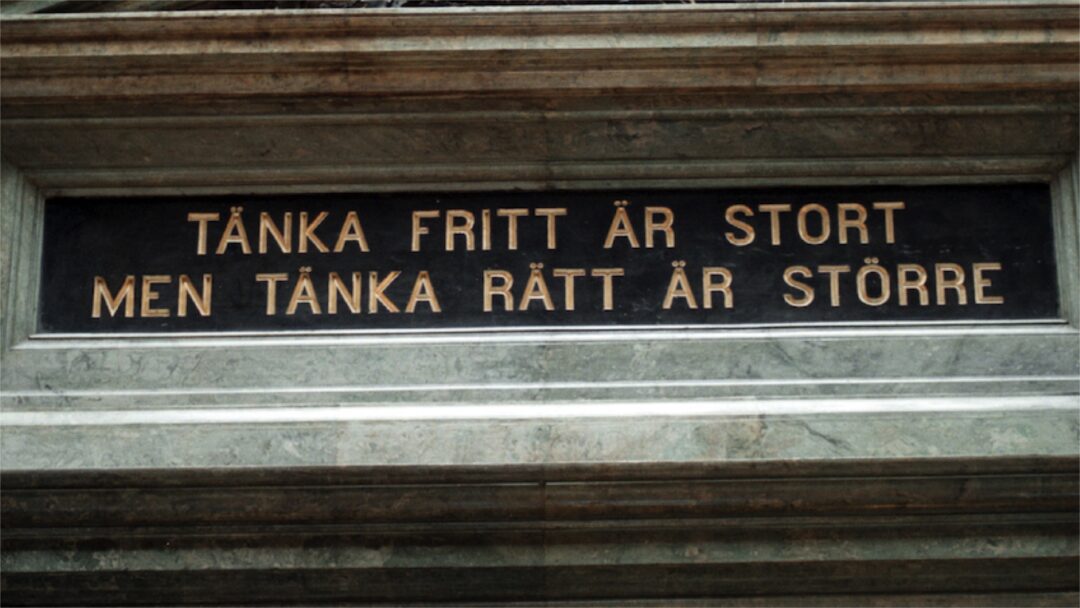 TÄNKA FRITT ÄR STORT
MEN TÄNKA RÄTT ÄR STÖRRE